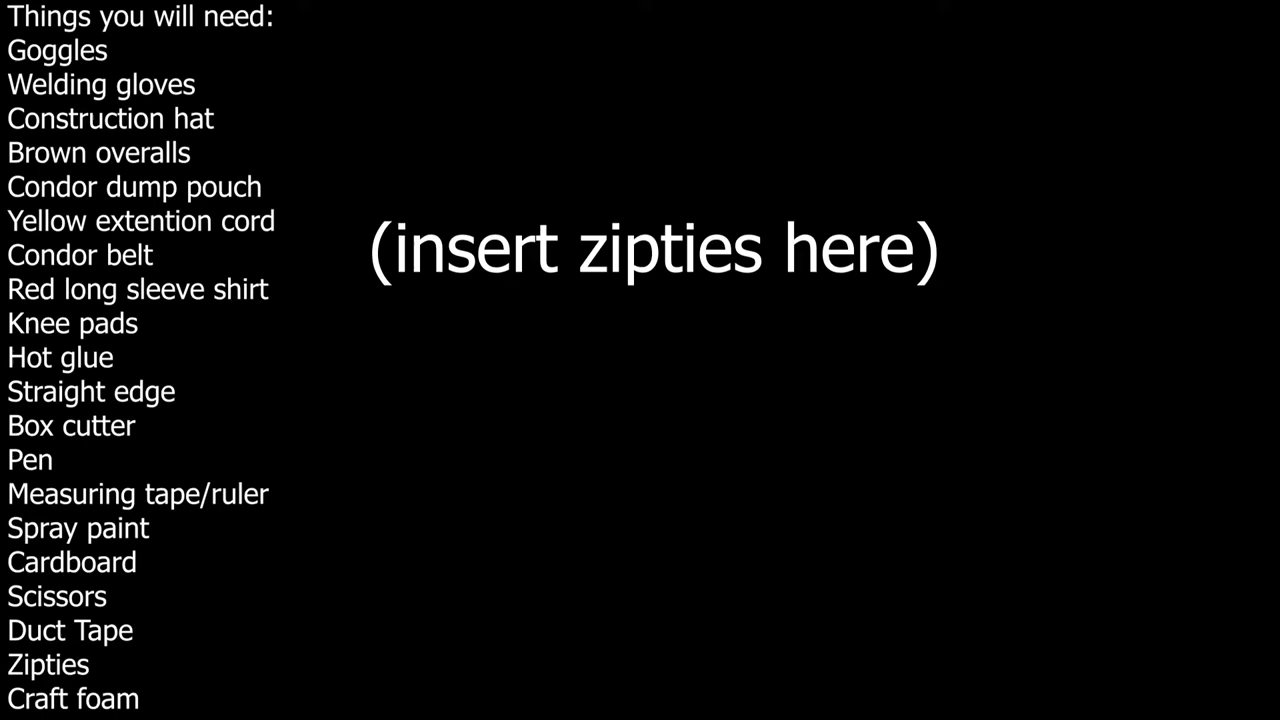 Things you will need:
Goggles
Welding gloves
Construction hat
Brown overalls
Condor dump pouch
Yellow extention cord
Condor belt
Red long sleeve shirt
Knee pads
Hot glue
Straight edge
Box cutter
Pen
Measuring tape/ruler
Spray paint
Cardboard
Scissors
Duct Tape
Zipties
Craft foam
(insert zipties here)